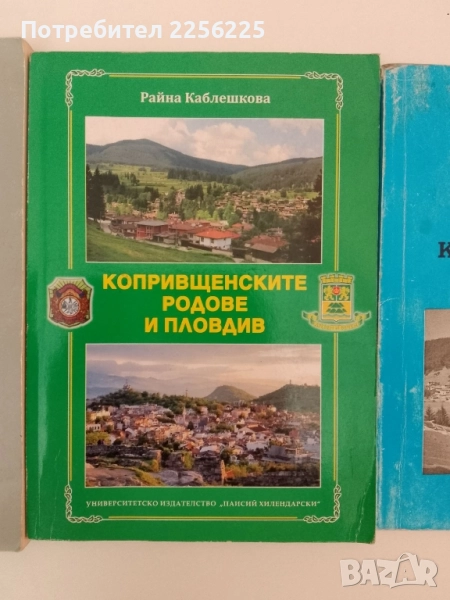 Потребител 2256225
Райна Каблешкова
КОПРИВЩЕНСКИТЕ
РОДОВЕ
И ПЛОВДИВ
УНИВЕРСИТЕТСКО ИЗДАТЕЛСТВО „ПАИСИЙ ХИЛЕНДАРСКИ“
К
BAZAR